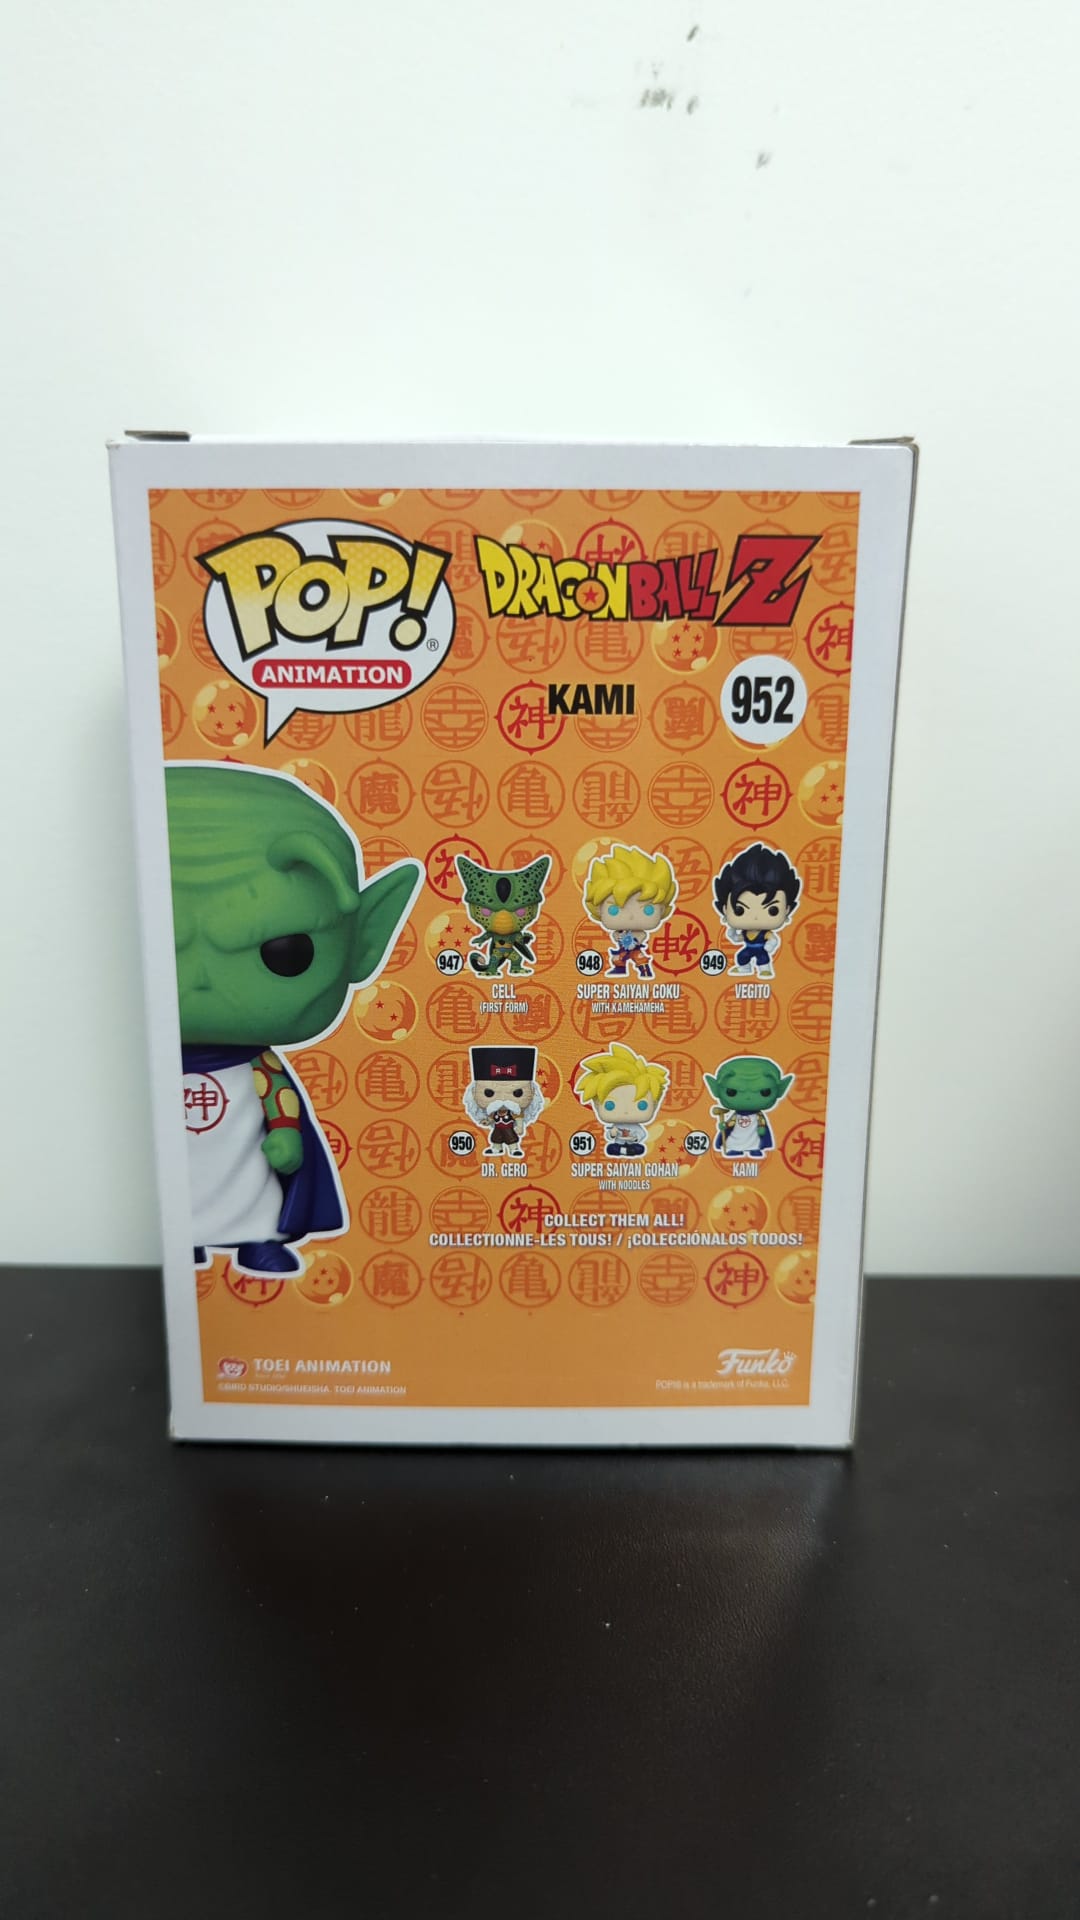 POP!®
ANIMATION
DRAGON BALL Z
KAMI
952
神
947
CELL
(FIRST FORM)
948
SUPER SAIYAN GOKU
WITH KAMEHAMEHA
949
VEGITO
950
DR. GERO
951
SUPER SAIYAN GOHAN
WITH NOODLES
952
KAMI
COLLECT THEM ALL!
COLLECTIONNE-LES TOUS! / ¡COLECCIÓNALOS TODOS!
TOEI ANIMATION
©BIRD STUDIO/SHUEISHA, TOEI ANIMATION
Funko
POP!® is a trademark of Funko, LLC.